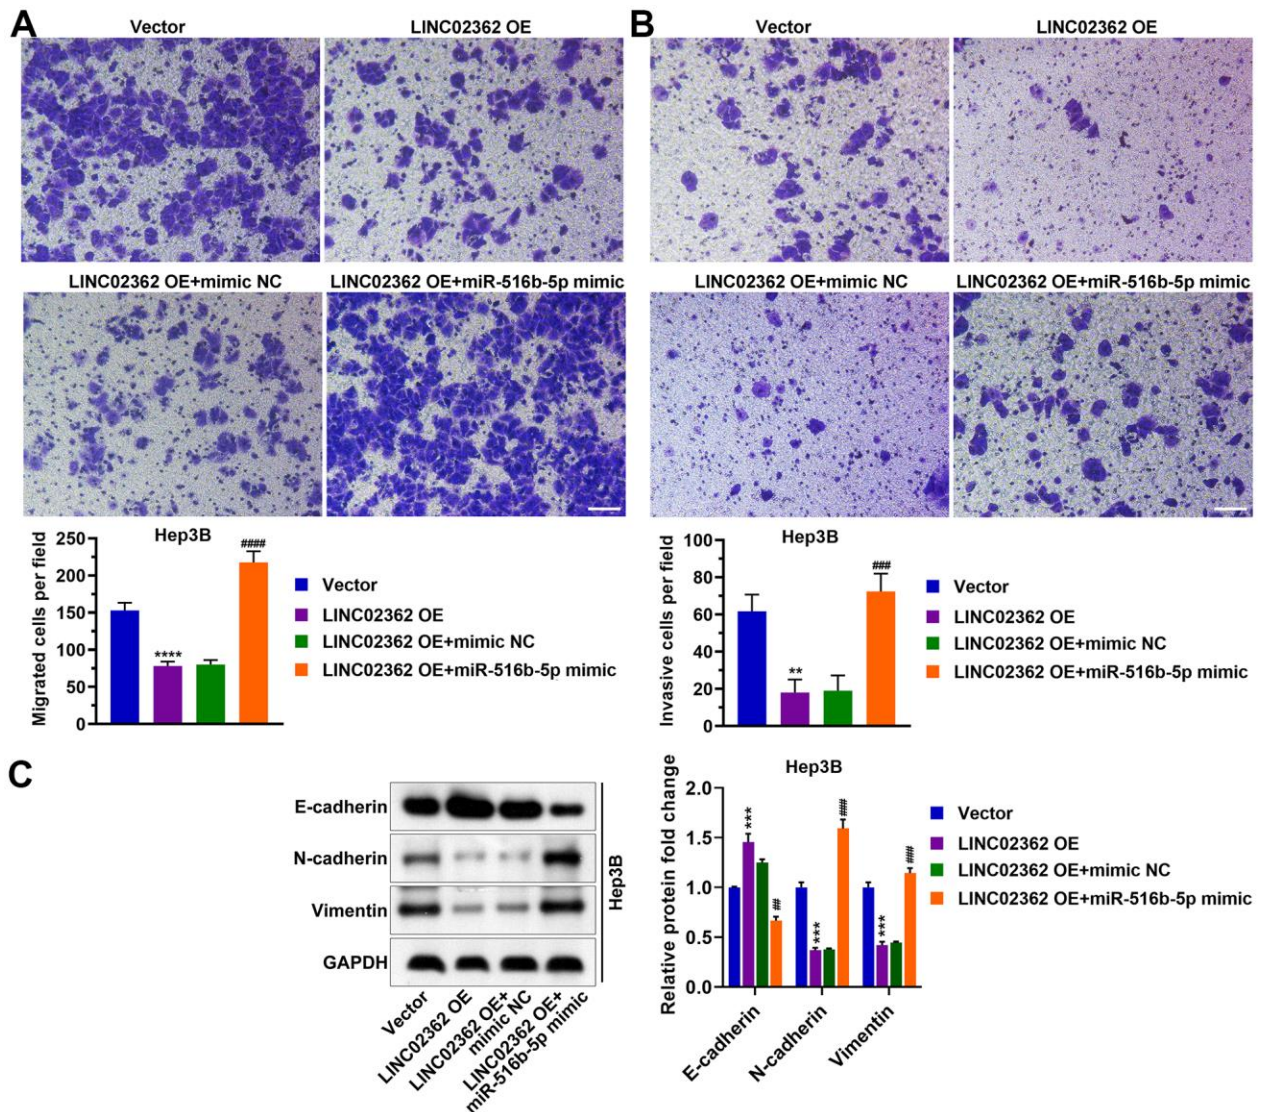 A
Vector
LINC02362 OE
LINC02362 OE+mimic NC
LINC02362 OE+miR-516b-5p mimic
Hep3B
Migrated cells per field
250
200
150
100
50
0
****
####
Vector
LINC02362 OE
LINC02362 OE+mimic NC
LINC02362 OE+miR-516b-5p mimic
B
Vector
LINC02362 OE
LINC02362 OE+mimic NC
LINC02362 OE+miR-516b-5p mimic
Hep3B
Invasive cells per field
100
80
60
40
20
0
**
###
Vector
LINC02362 OE
LINC02362 OE+mimic NC
LINC02362 OE+miR-516b-5p mimic
C
E-cadherin
N-cadherin
Vimentin
GAPDH
Hep3B
Vector
LINC02362 OE
LINC02362 OE+
mimic NC
LINC02362 OE+
miR-516b-5p mimic
Hep3B
Relative protein fold change
2.0
1.5
1.0
0.5
0.0
***
##
***
###
***
###
E-cadherin
N-cadherin
Vimentin
Vector
LINC02362 OE
LINC02362 OE+mimic NC
LINC02362 OE+miR-516b-5p mimic